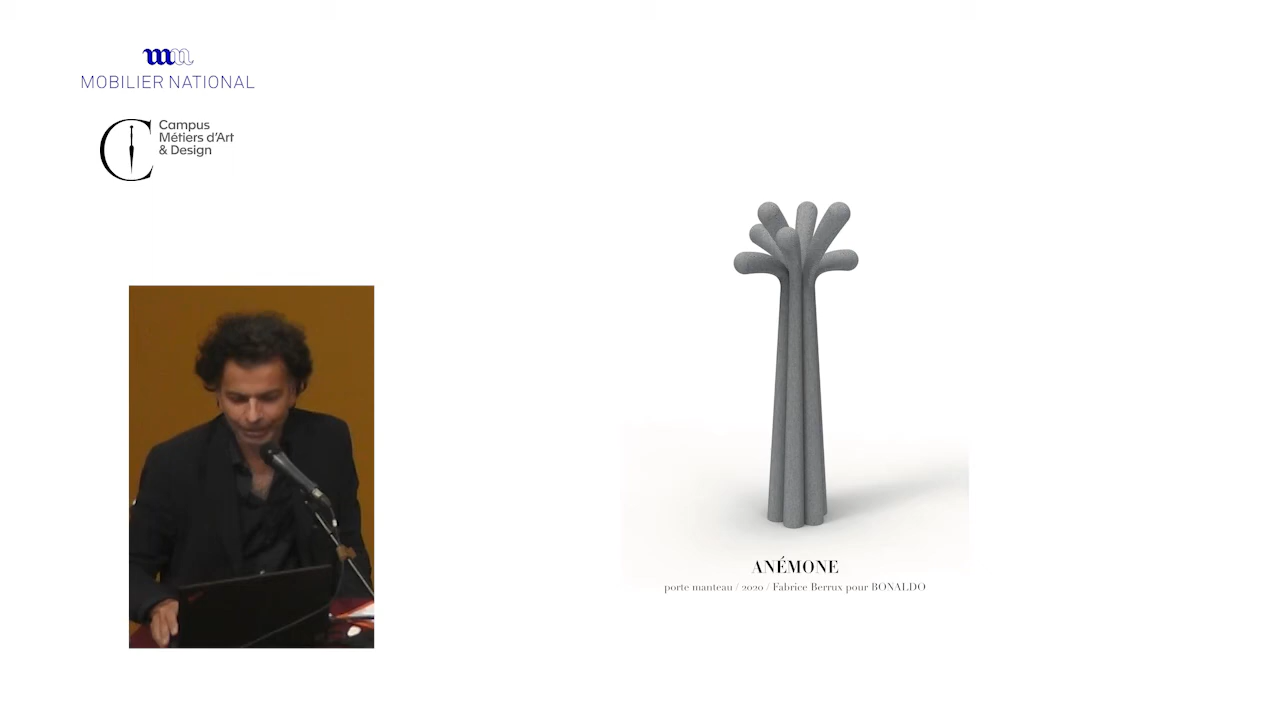 MOBILIER NATIONAL
Campus
Métiers d'Art
& Design
ANÉMONE
porte manteau / 2020 / Fabrice Berrux pour BONALDO